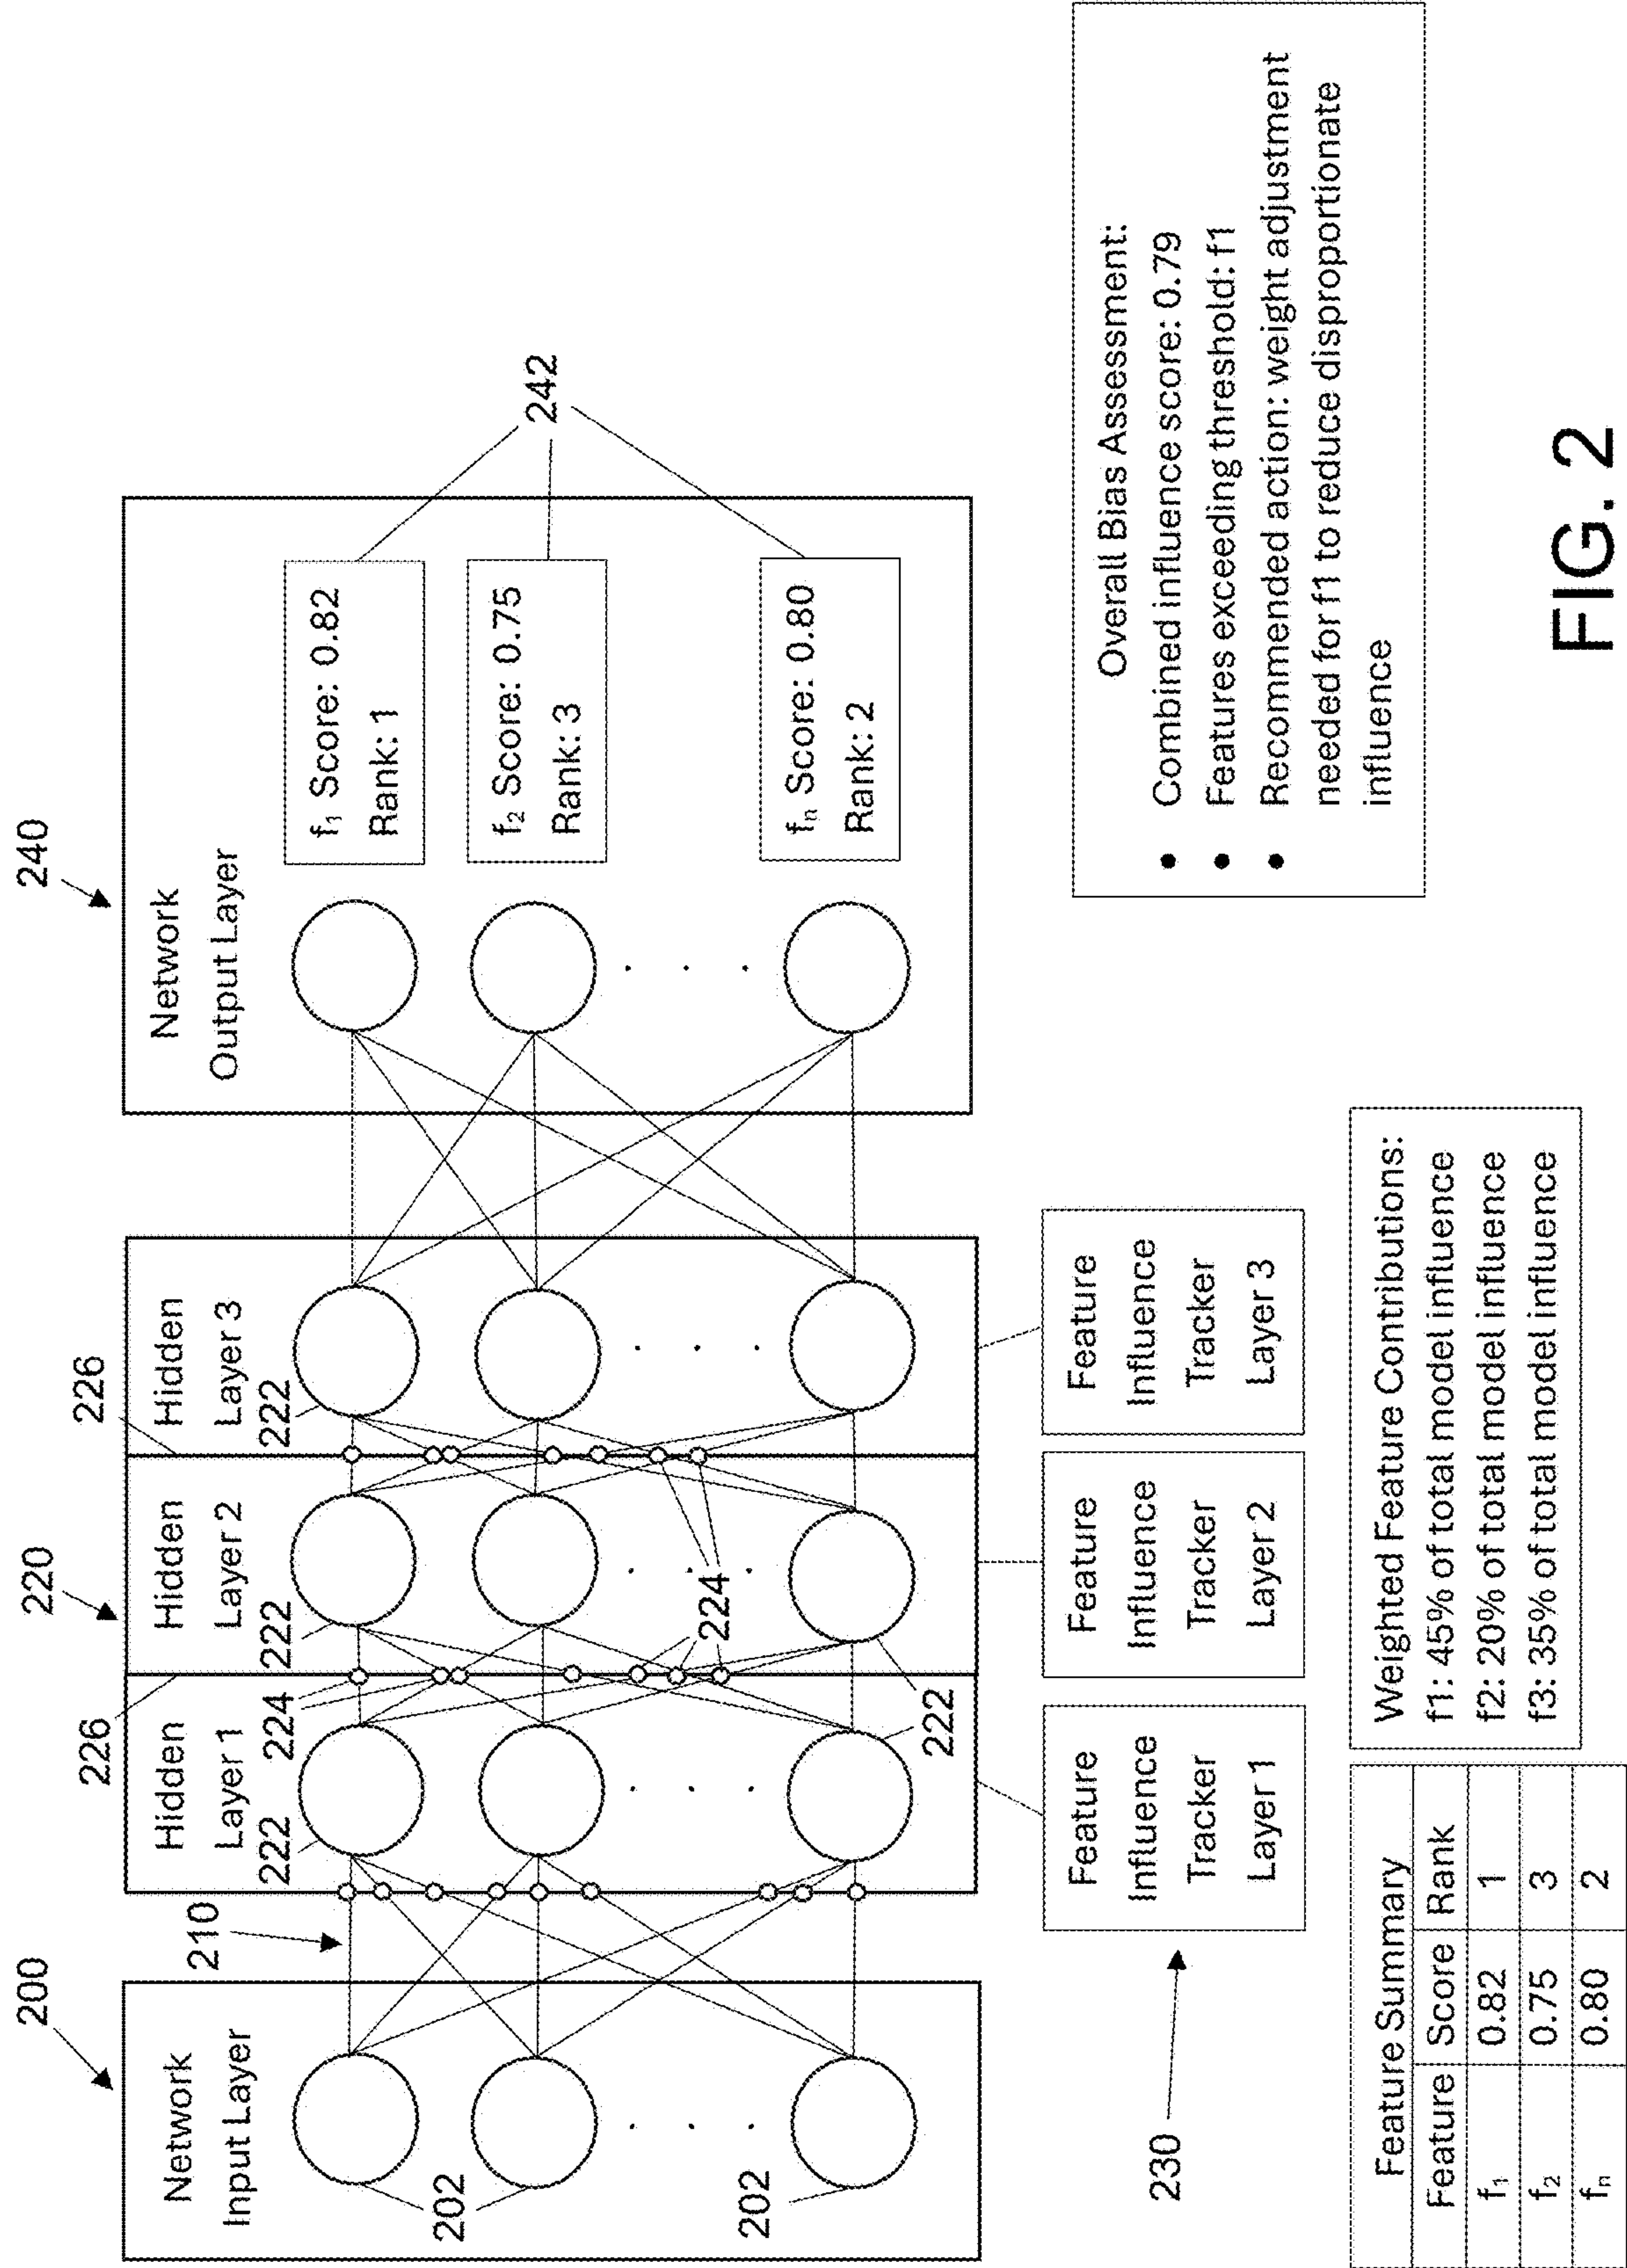 200
210
220
226
226
240
Network
Input Layer
202
202
Hidden
Layer 1
222
224
222
Hidden
Layer 2
222
224
Hidden
Layer 3
222
Network
Output Layer
f₁ Score: 0.82
Rank: 1
f₂ Score: 0.75
Rank: 3
fₙ Score: 0.80
Rank: 2
242
230
Feature
Influence
Tracker
Layer 1
Feature
Influence
Tracker
Layer 2
Feature
Influence
Tracker
Layer 3
Feature Summary
Feature Score Rank
f₁ 0.82 1
f₂ 0.75 3
fₙ 0.80 2
Weighted Feature Contributions:
f1: 45% of total model influence
f2: 20% of total model influence
f3: 35% of total model influence
Overall Bias Assessment:
• Combined influence score: 0.79
• Features exceeding threshold: f1
• Recommended action: weight adjustment
needed for f1 to reduce disproportionate
influence
FIG. 2